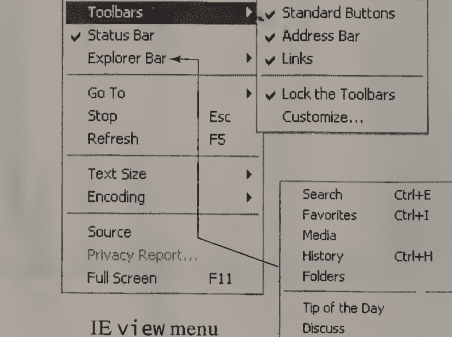 Toolbars
✓ Status Bar
Explorer Bar
Go To
Stop Esc
Refresh F5
Text Size
Encoding
Source
Privacy Report...
Full Screen F11
✓ Standard Buttons
✓ Address Bar
✓ Links
✓ Lock the Toolbars
Customize...
Search Ctrl+E
Favorites Ctrl+I
Media
History Ctrl+H
Folders
Tip of the Day
Discuss
IE view menu